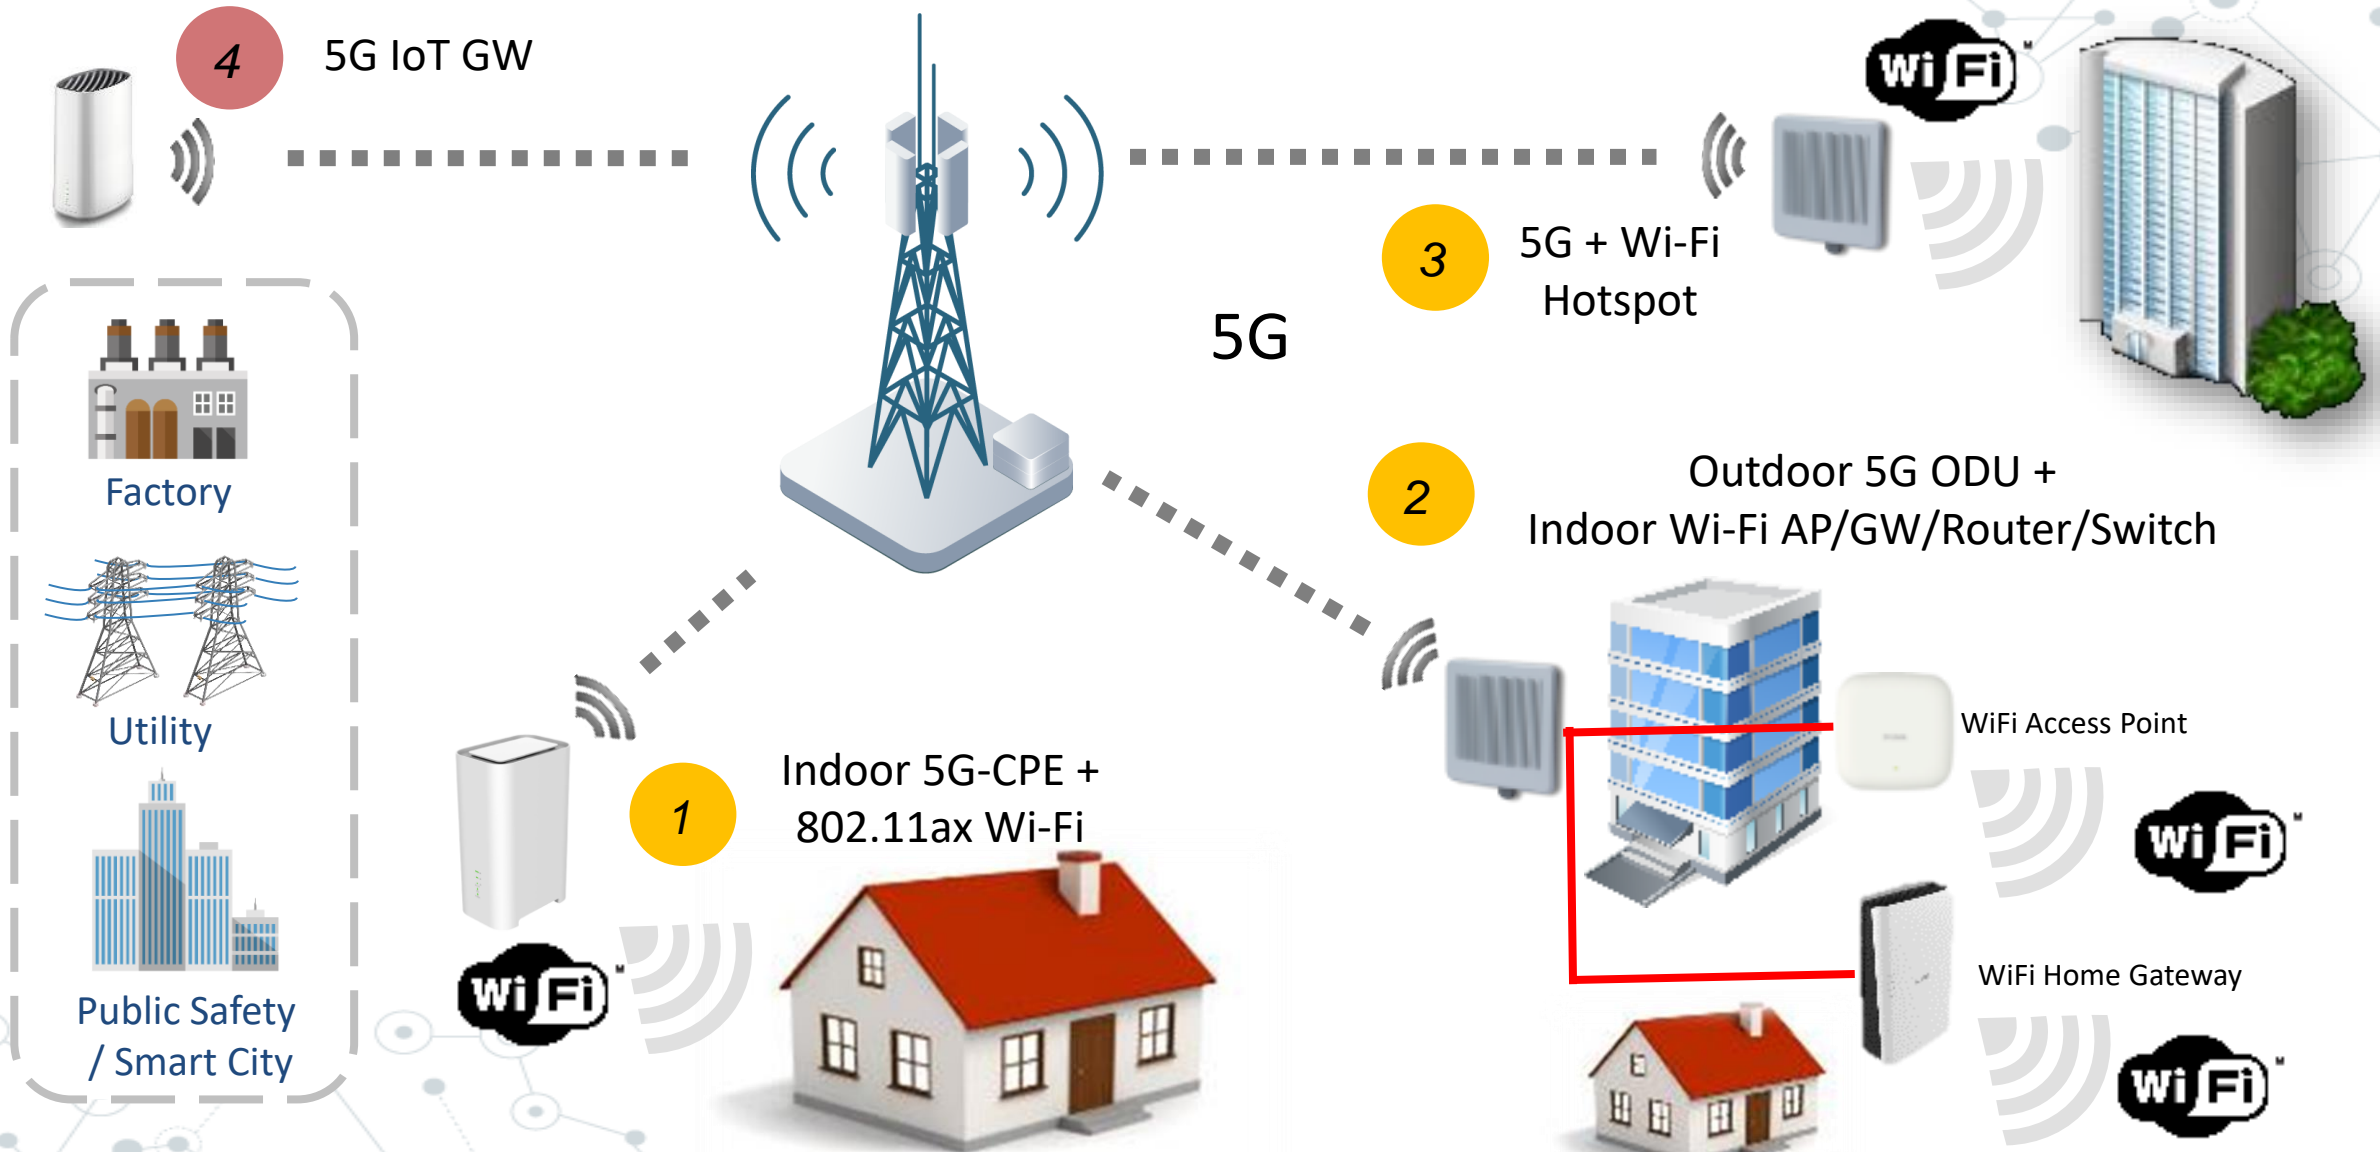 4
5G IoT GW
Factory
Utility
Public Safety
/ Smart City
5G
Wi Fi
3
5G + Wi-Fi
Hotspot
2
Outdoor 5G ODU +
Indoor Wi-Fi AP/GW/Router/Switch
WiFi Access Point
Wi Fi
WiFi Home Gateway
Wi Fi
1
Indoor 5G-CPE +
802.11ax Wi-Fi
Wi Fi